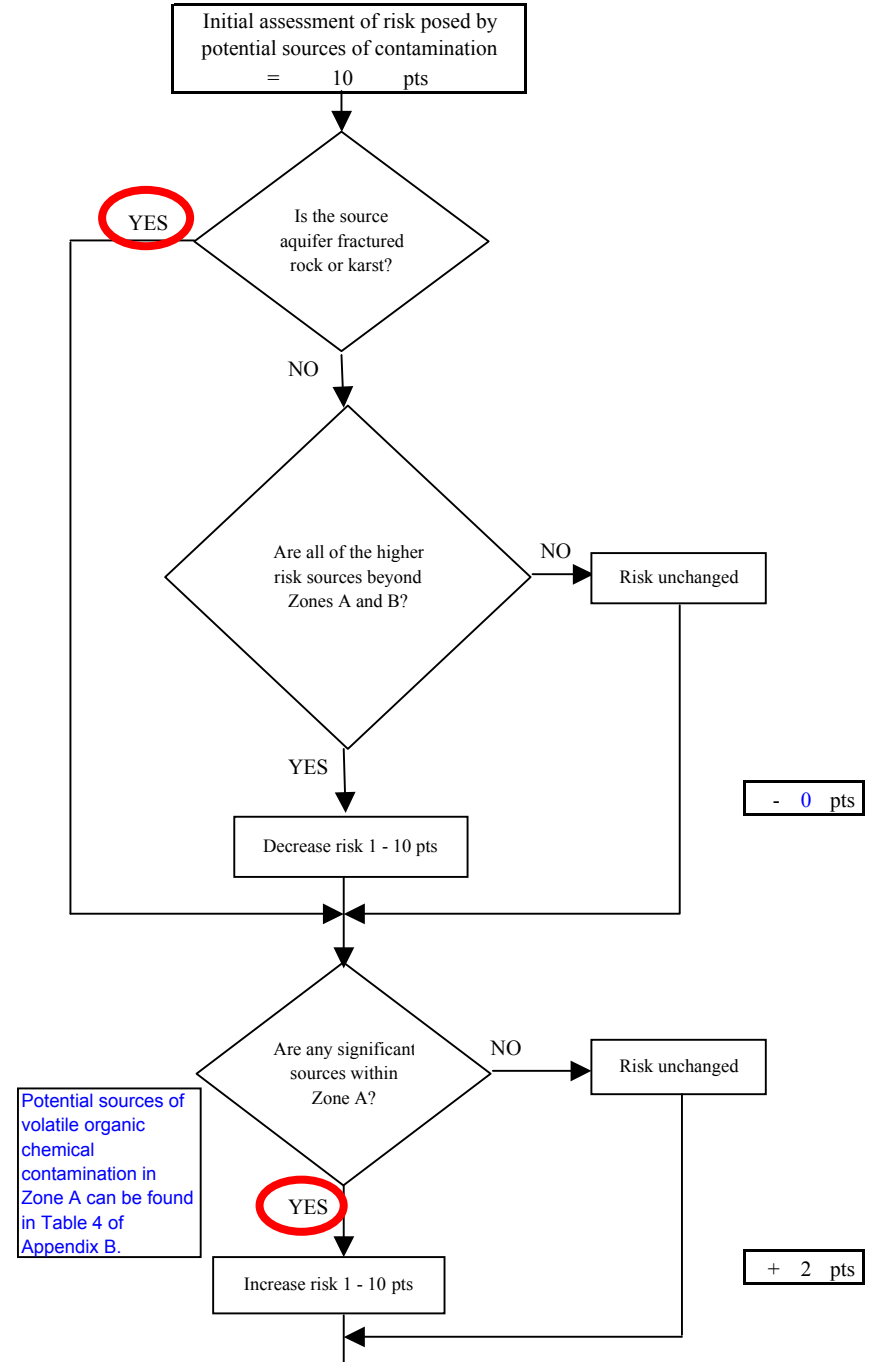 Initial assessment of risk posed by
potential sources of contamination
= 10 pts
YES
Is the source
aquifer fractured
rock or karst?
NO
Are all of the higher
risk sources beyond
Zones A and B?
NO
Risk unchanged
YES
- 0 pts
Decrease risk 1 - 10 pts
Are any significant
sources within
Zone A?
NO
Risk unchanged
Potential sources of
volatile organic
chemical
contamination in
Zone A can be found
in Table 4 of
Appendix B.
YES
+ 2 pts
Increase risk 1 - 10 pts